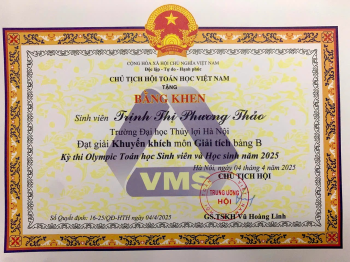 CỘNG HÒA XÃ HỘI CHỦ NGHĨA VIỆT NAM
Độc lập - Tự do - Hạnh phúc
CHỦ TỊCH HỘI TOÁN HỌC VIỆT NAM
TẶNG
BẰNG KHEN
Sinh viên Trịnh Thị Phương Thảo
Trường Đại học Thủy lợi Hà Nội
Đạt giải Khuyến khích môn Giải tích bảng B
Kỳ thi Olympic Toán học Sinh viên và Học sinh năm 2025
Hà Nội, ngày 04 tháng 4 năm 2025
CHỦ TỊCH HỘI
VMS
TRUNG ƯƠNG
HỘI
Số Quyết định: 16-25/QĐ-HTH ngày 04/4/2025
GS.TSKH Vũ Hoàng Linh